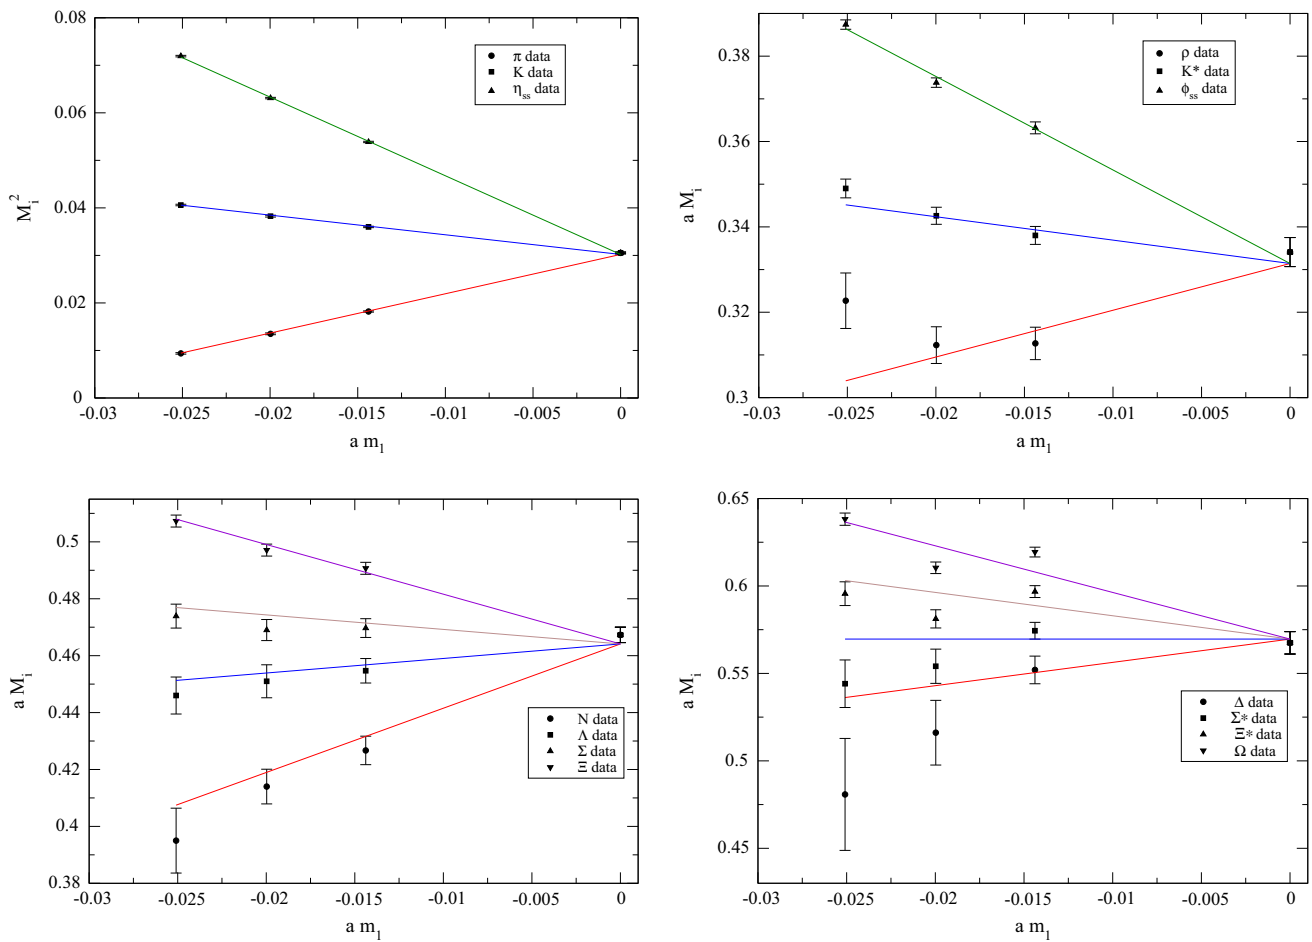 0.08
0.06
0.04
0.02
0
M_i^2
π data
K data
η_ss data
-0.03 -0.025 -0.02 -0.015 -0.01 -0.005 0
a m_l
0.38
0.36
0.34
0.32
0.3
a M_i
ρ data
K* data
ϕ_ss data
-0.03 -0.025 -0.02 -0.015 -0.01 -0.005 0
a m_l
0.5
0.48
0.46
0.44
0.42
0.4
0.38
a M_i
N data
Λ data
Σ data
Ξ data
-0.03 -0.025 -0.02 -0.015 -0.01 -0.005 0
a m_l
0.65
0.6
0.55
0.5
0.45
a M_i
Δ data
Σ* data
Ξ* data
Ω data
-0.03 -0.025 -0.02 -0.015 -0.01 -0.005 0
a m_l